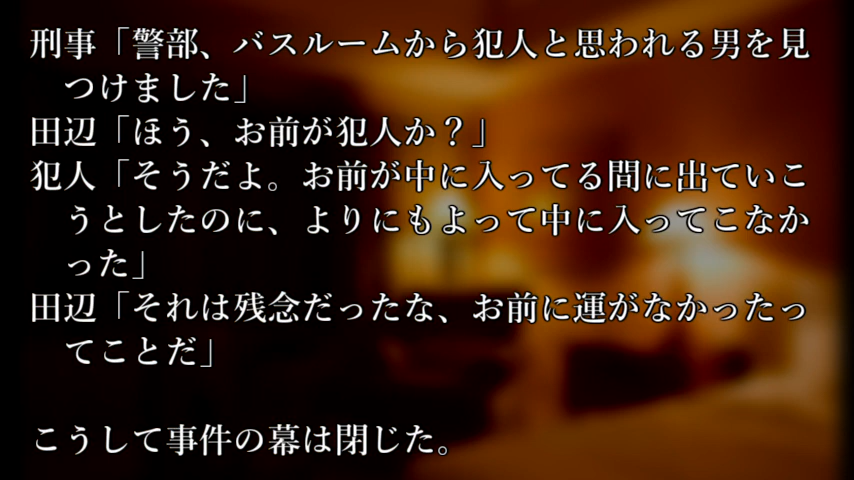 刑事「警部、バスルームから犯人と思われる男を見
つけました」
田辺「ほう、お前が犯人か？」
犯人「そうだよ。お前が中に入ってる間に出ていこ
うとしたのに、よりにもよって中に入ってこなか
った」
田辺「それは残念だったな、お前に運がなかったっ
てことだ」
こうして事件の幕は閉じた。